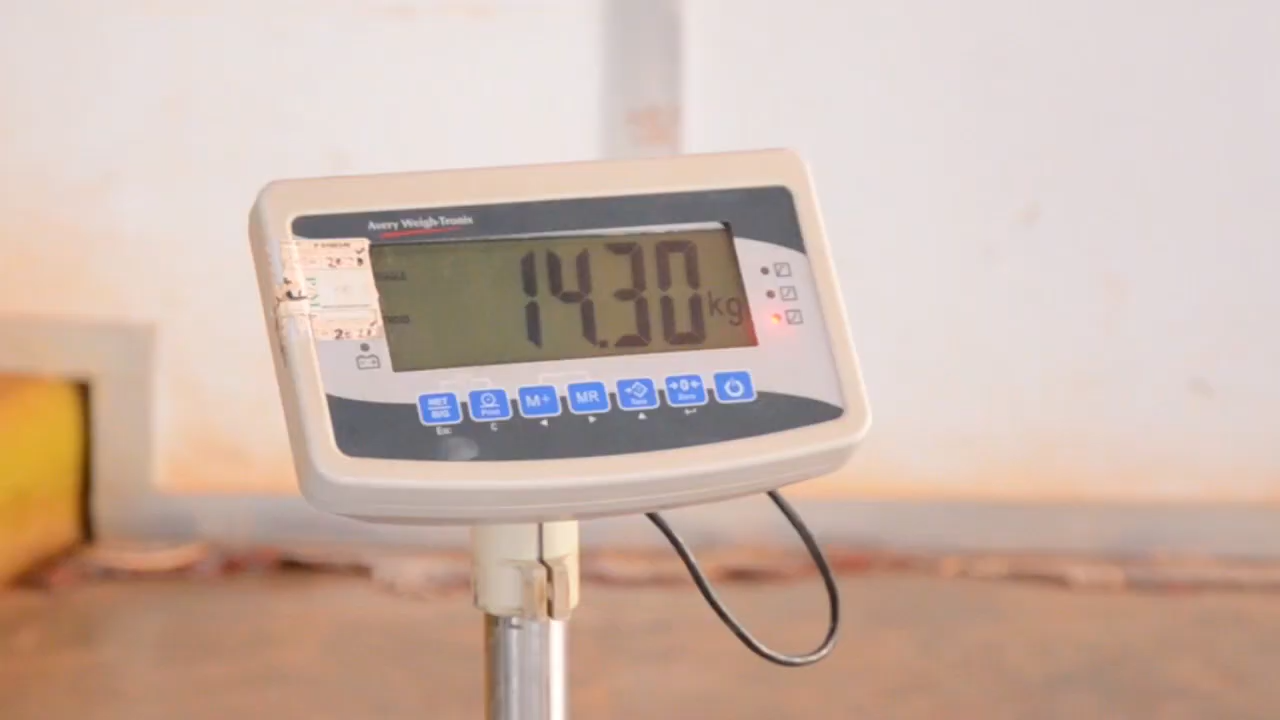 Avery Weigh-Tronix
14.30 kg
NET
B/G
Print
M+
MR
Tare
Zero
Esc
C